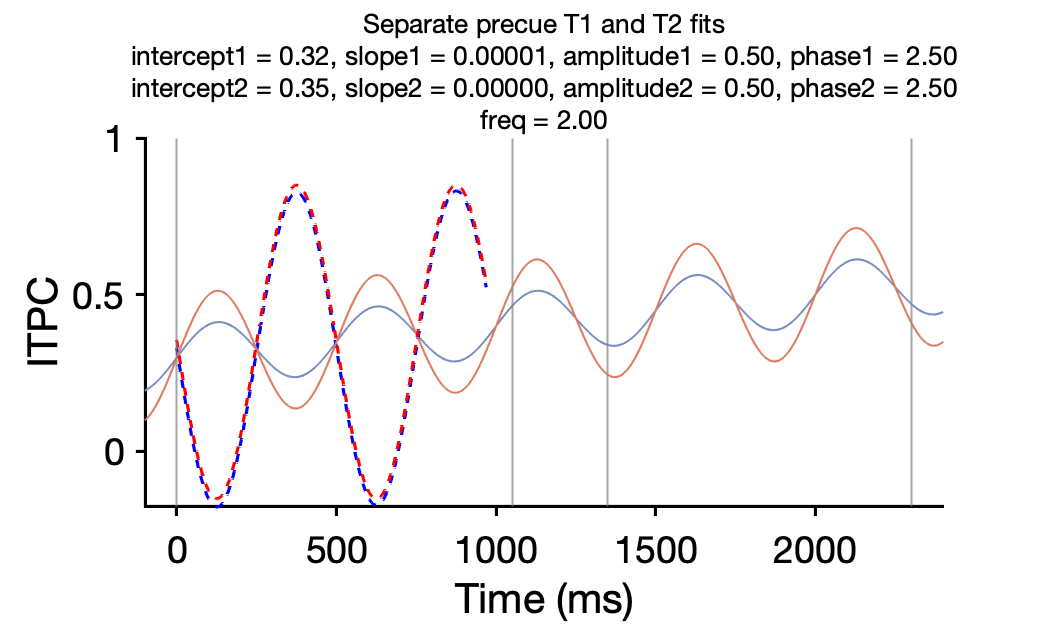 Separate precue T1 and T2 fits
intercept1 = 0.32, slope1 = 0.00001, amplitude1 = 0.50, phase1 = 2.50
intercept2 = 0.35, slope2 = 0.00000, amplitude2 = 0.50, phase2 = 2.50
freq = 2.00
1
0.5
0
ITPC
0 500 1000 1500 2000
Time (ms)